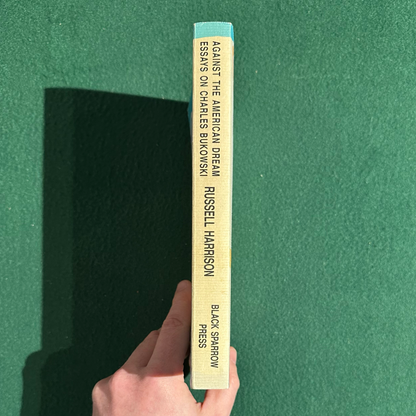 AGAINST THE AMERICAN DREAM
ESSAYS ON CHARLES BUKOWSKI
RUSSELL HARRISON
BLACK SPARROW
PRESS